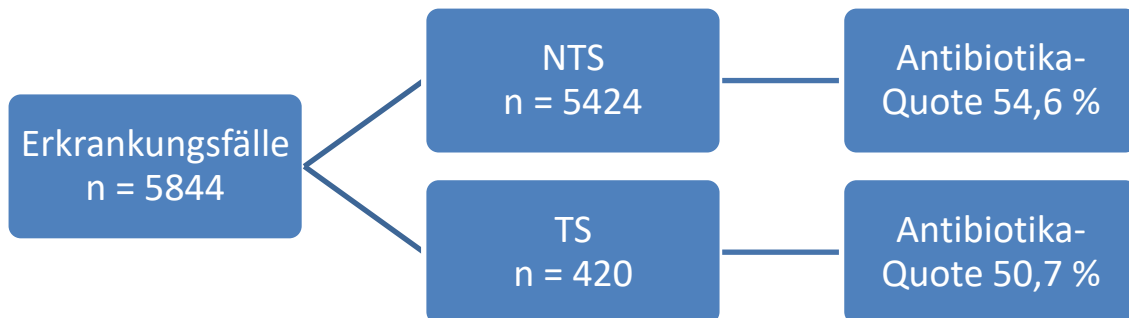 Erkrankungsfälle
n = 5844
NTS
n = 5424
Antibiotika-
Quote 54,6 %
TS
n = 420
Antibiotika-
Quote 50,7 %